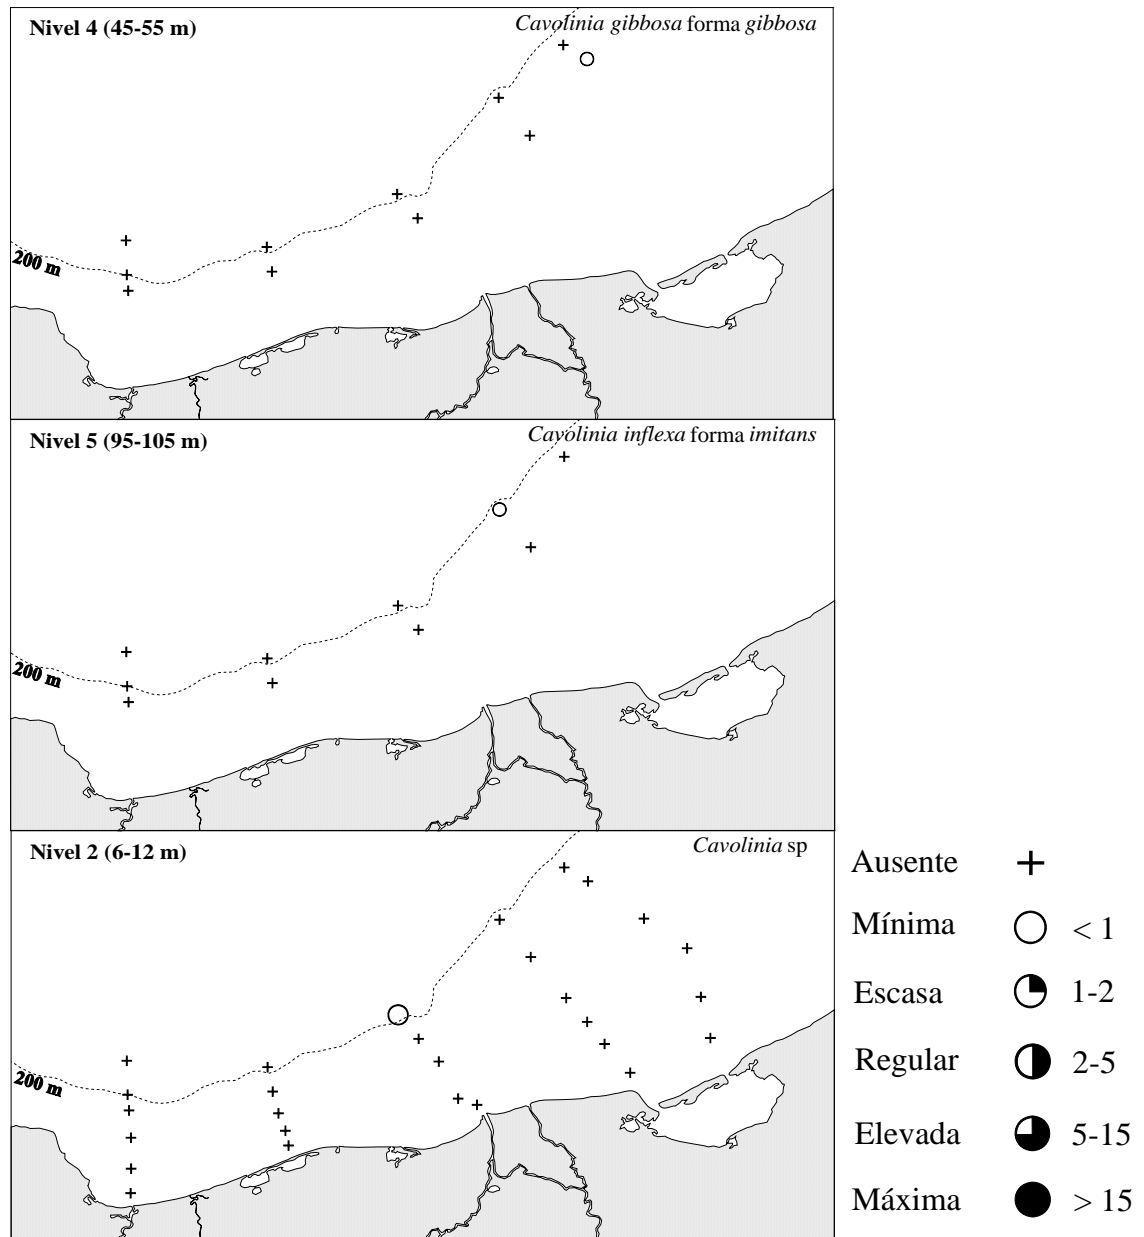 Nivel 4 (45-55 m)
Cavolinia gibbosa forma gibbosa
200 m
Nivel 5 (95-105 m)
Cavolinia inflexa forma imitans
200 m
Nivel 2 (6-12 m)
Cavolinia sp
200 m
Ausente
Mínima < 1
Escasa 1-2
Regular 2-5
Elevada 5-15
Máxima > 15